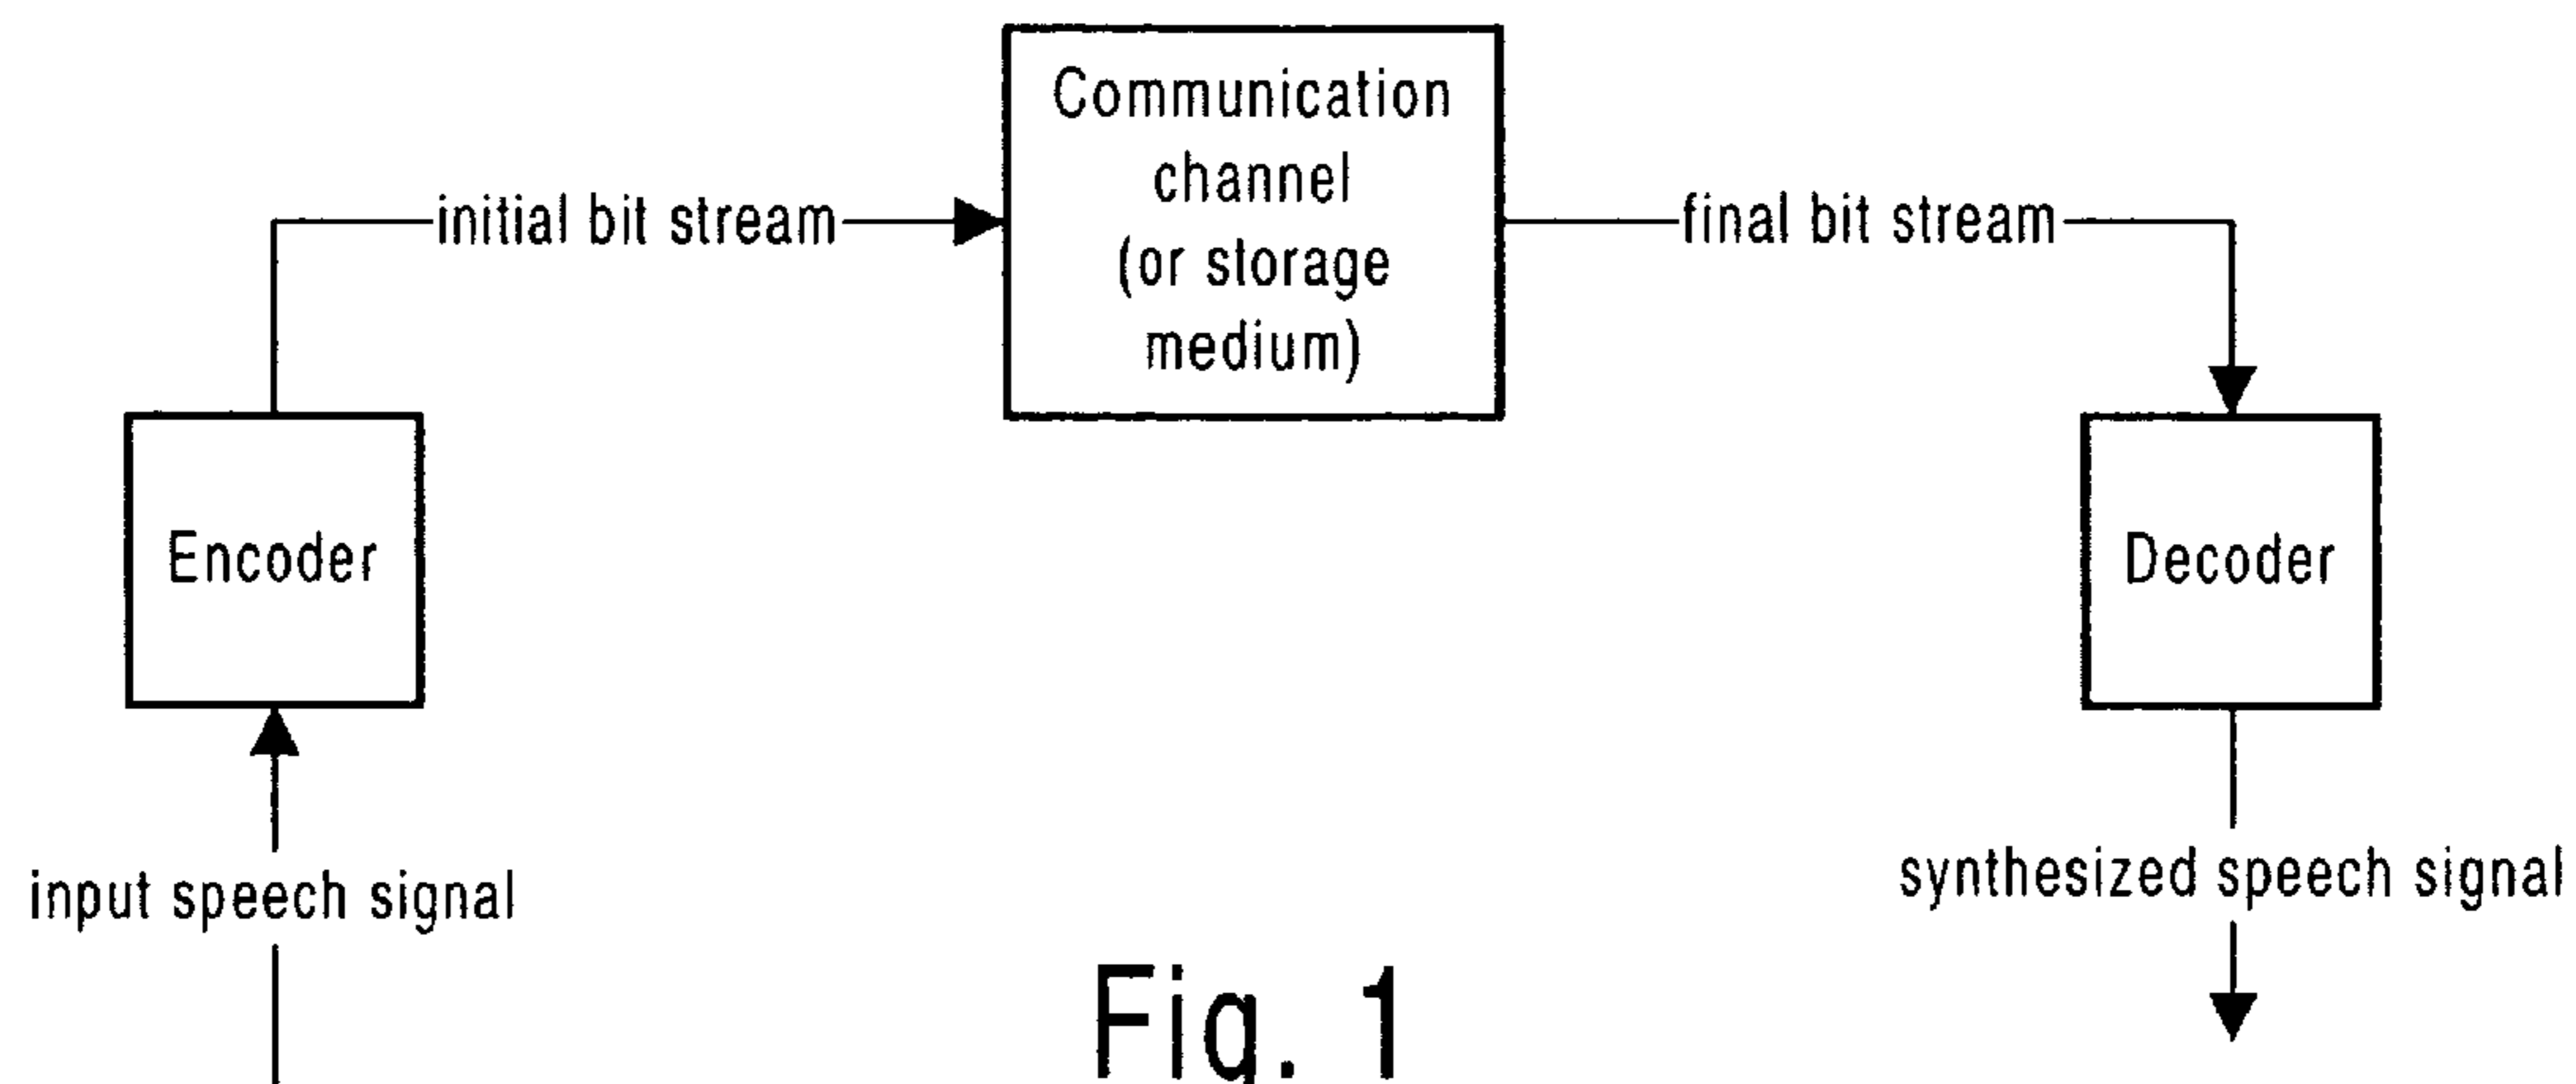 Communication
channel
(or storage
medium)
initial bit stream
final bit stream
Encoder
Decoder
input speech signal
synthesized speech signal
Fig. 1